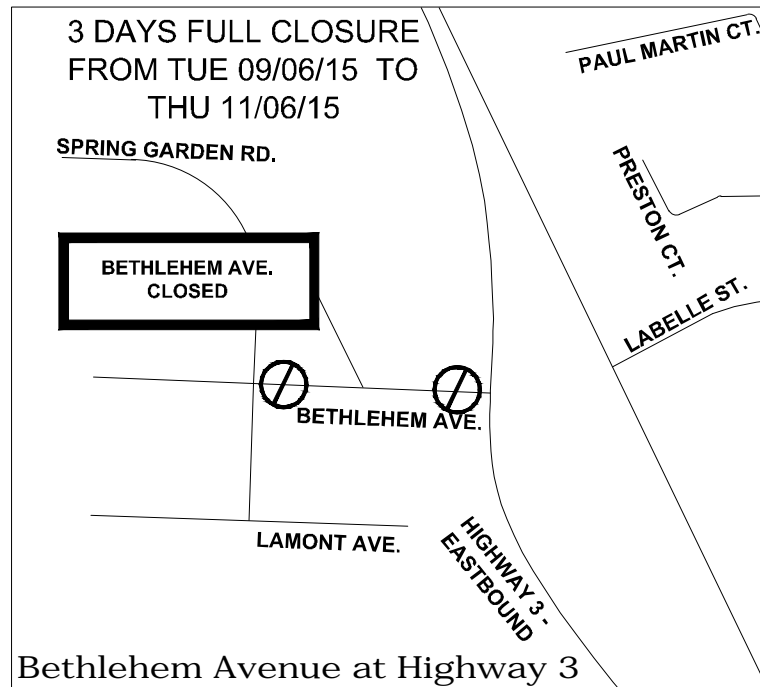 3 DAYS FULL CLOSURE
FROM TUE 09/06/15 TO
THU 11/06/15
PAUL MARTIN CT.
SPRING GARDEN RD.
PRESTON CT.
BETHLEHEM AVE.
CLOSED
LABELLE ST.
BETHLEHEM AVE.
LAMONT AVE.
HIGHWAY 3 -
EASTBOUND
Bethlehem Avenue at Highway 3